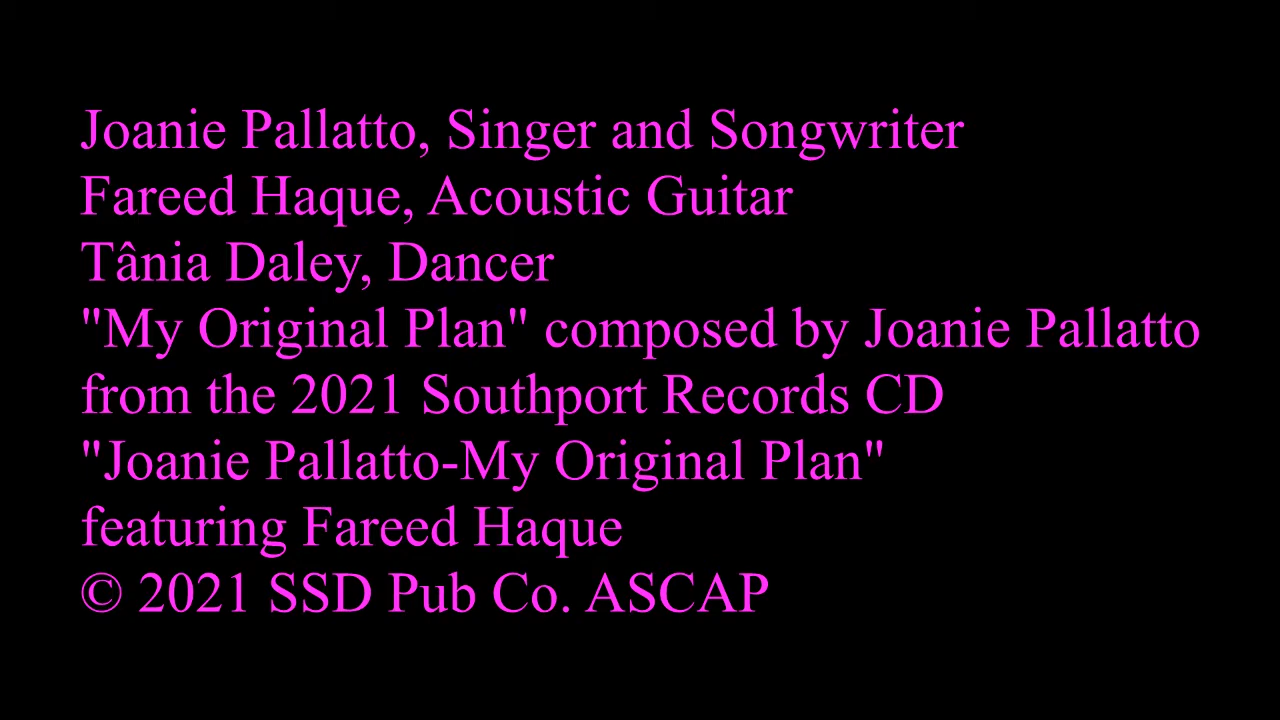 Joanie Pallatto, Singer and Songwriter
Fareed Haque, Acoustic Guitar
Tânia Daley, Dancer
"My Original Plan" composed by Joanie Pallatto
from the 2021 Southport Records CD
"Joanie Pallatto-My Original Plan"
featuring Fareed Haque
© 2021 SSD Pub Co. ASCAP